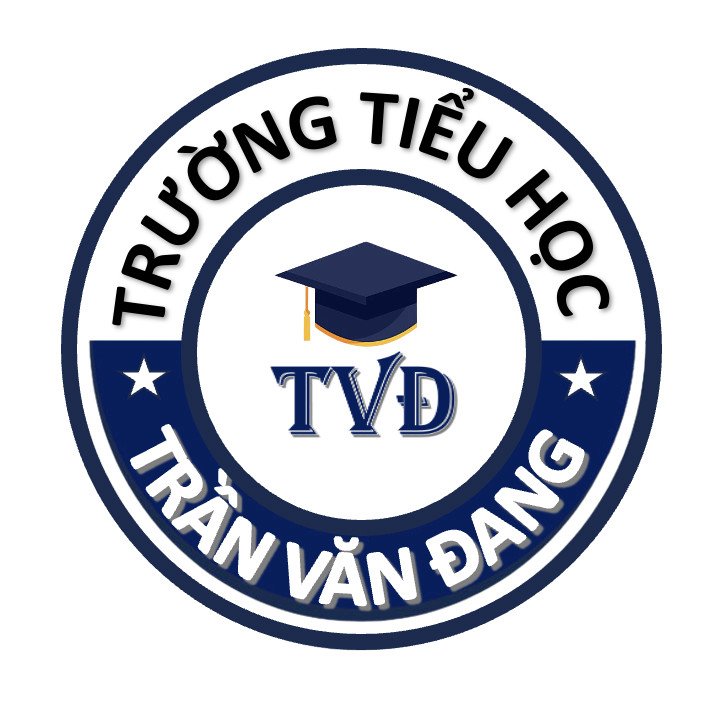 TRƯỜNG TIỂU HỌC
TVĐ
TRẦN VĂN ĐANG